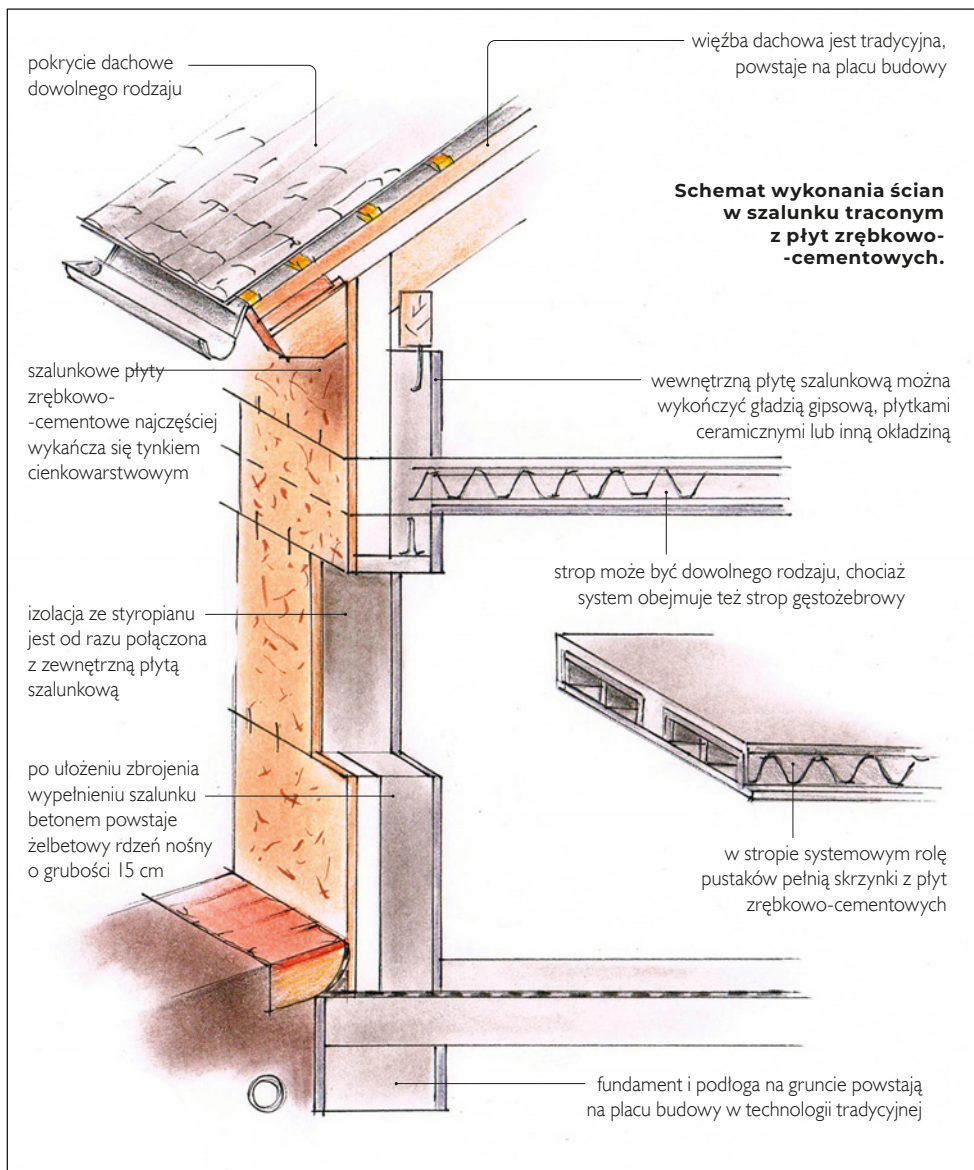 pokrycie dachowe
dowolnego rodzaju
więźba dachowa jest tradycyjna,
powstaje na placu budowy
Schemat wykonania ścian
w szalunku traconym
z płyt zrębkowo-
-cementowych.
szalunkowe płyty
zrębkowo-
-cementowe najczęściej
wykańcza się tynkiem
cienkowarstwowym
wewnętrzną płytę szalunkową można
wykończyć gładzią gipsową, płytkami
ceramicznymi lub inną okładziną
strop może być dowolnego rodzaju, chociaż
system obejmuje też strop gęstożebrowy
izolacja ze styropianu
jest od razu połączona
z zewnętrzną płytą
szalunkową
po ułożeniu zbrojenia
wypełnieniu szalunku
betonem powstaje
żelbetowy rdzeń nośny
o grubości 15 cm
w stropie systemowym rolę
pustaków pełnią skrzynki z płyt
zrębkowo-cementowych
fundament i podłoga na gruncie powstają
na placu budowy w technologii tradycyjnej